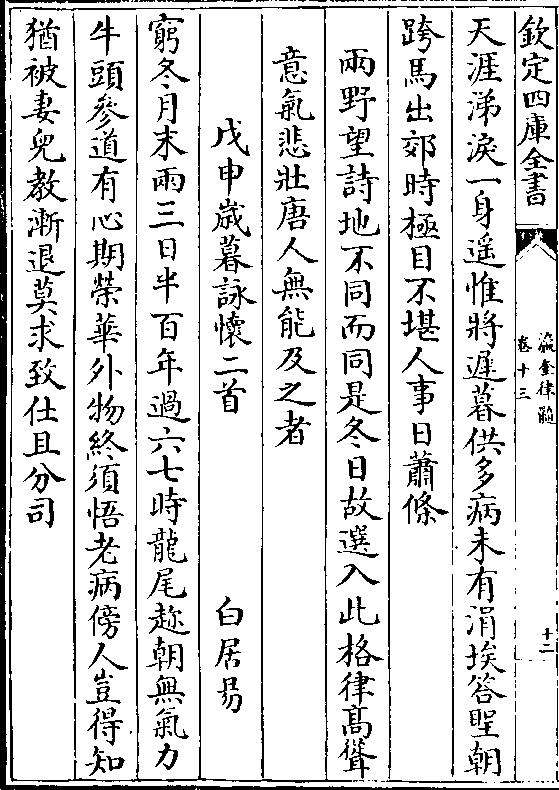 欽定四庫全書
瀛奎律髓
卷十三
十二
天涯涕淚一身遥惟將遲暮供多病未有涓埃答聖朝
跨馬出郊時極目不堪人事日蕭條
兩野望詩地不同而同是冬日故選入此格律髙聳
意氣悲壯唐人無能及之者
戊申歲暮詠懷二首 白居昜
窮冬月末兩三日半百年過六七時龍尾趂朝無氣力
牛頭參道有心期榮華外物終須悟老病傍人豈得知
猶被妻兒教漸退莫求致仕且分司